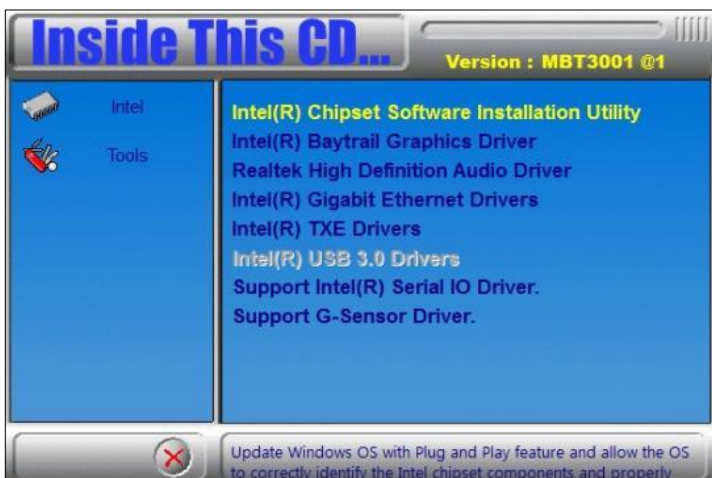 Inside This CD...
Version : MBT3001 @1
Intel
Tools
Intel(R) Chipset Software Installation Utility
Intel(R) Baytrail Graphics Driver
Realtek High Definition Audio Driver
Intel(R) Gigabit Ethernet Drivers
Intel(R) TXE Drivers
Intel(R) USB 3.0 Drivers
Support Intel(R) Serial IO Driver.
Support G-Sensor Driver.
Update Windows OS with Plug and Play feature and allow the OS
to correctly identify the Intel chipset components and properly